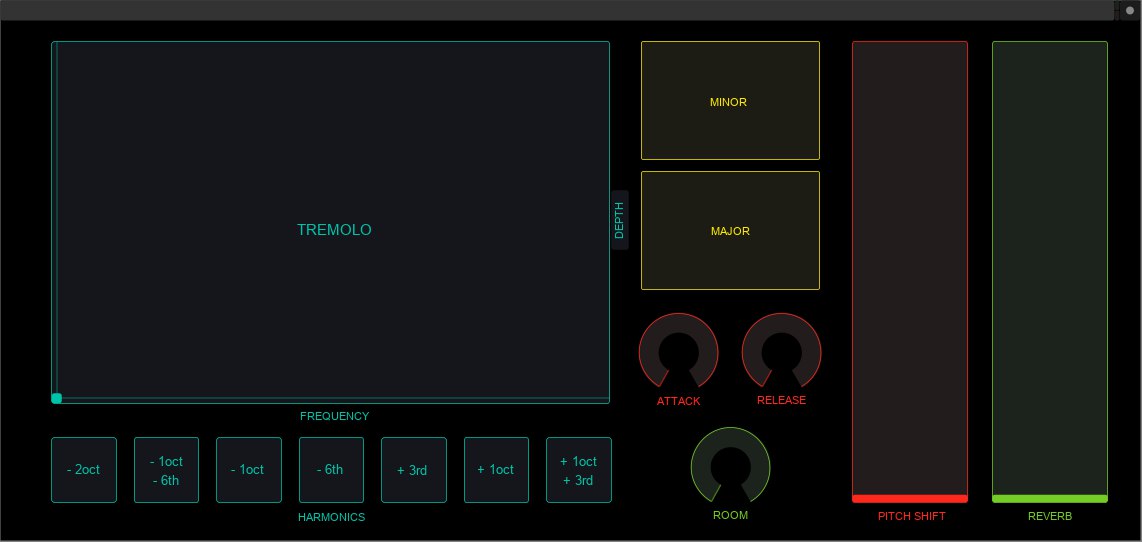 TREMOLO
DEPTH
FREQUENCY
MINOR
MAJOR
ATTACK
RELEASE
ROOM
PITCH SHIFT
REVERB
- 2oct
- 1oct
- 6th
- 1oct
- 6th
+ 3rd
+ 1oct
+ 1oct
+ 3rd
HARMONICS